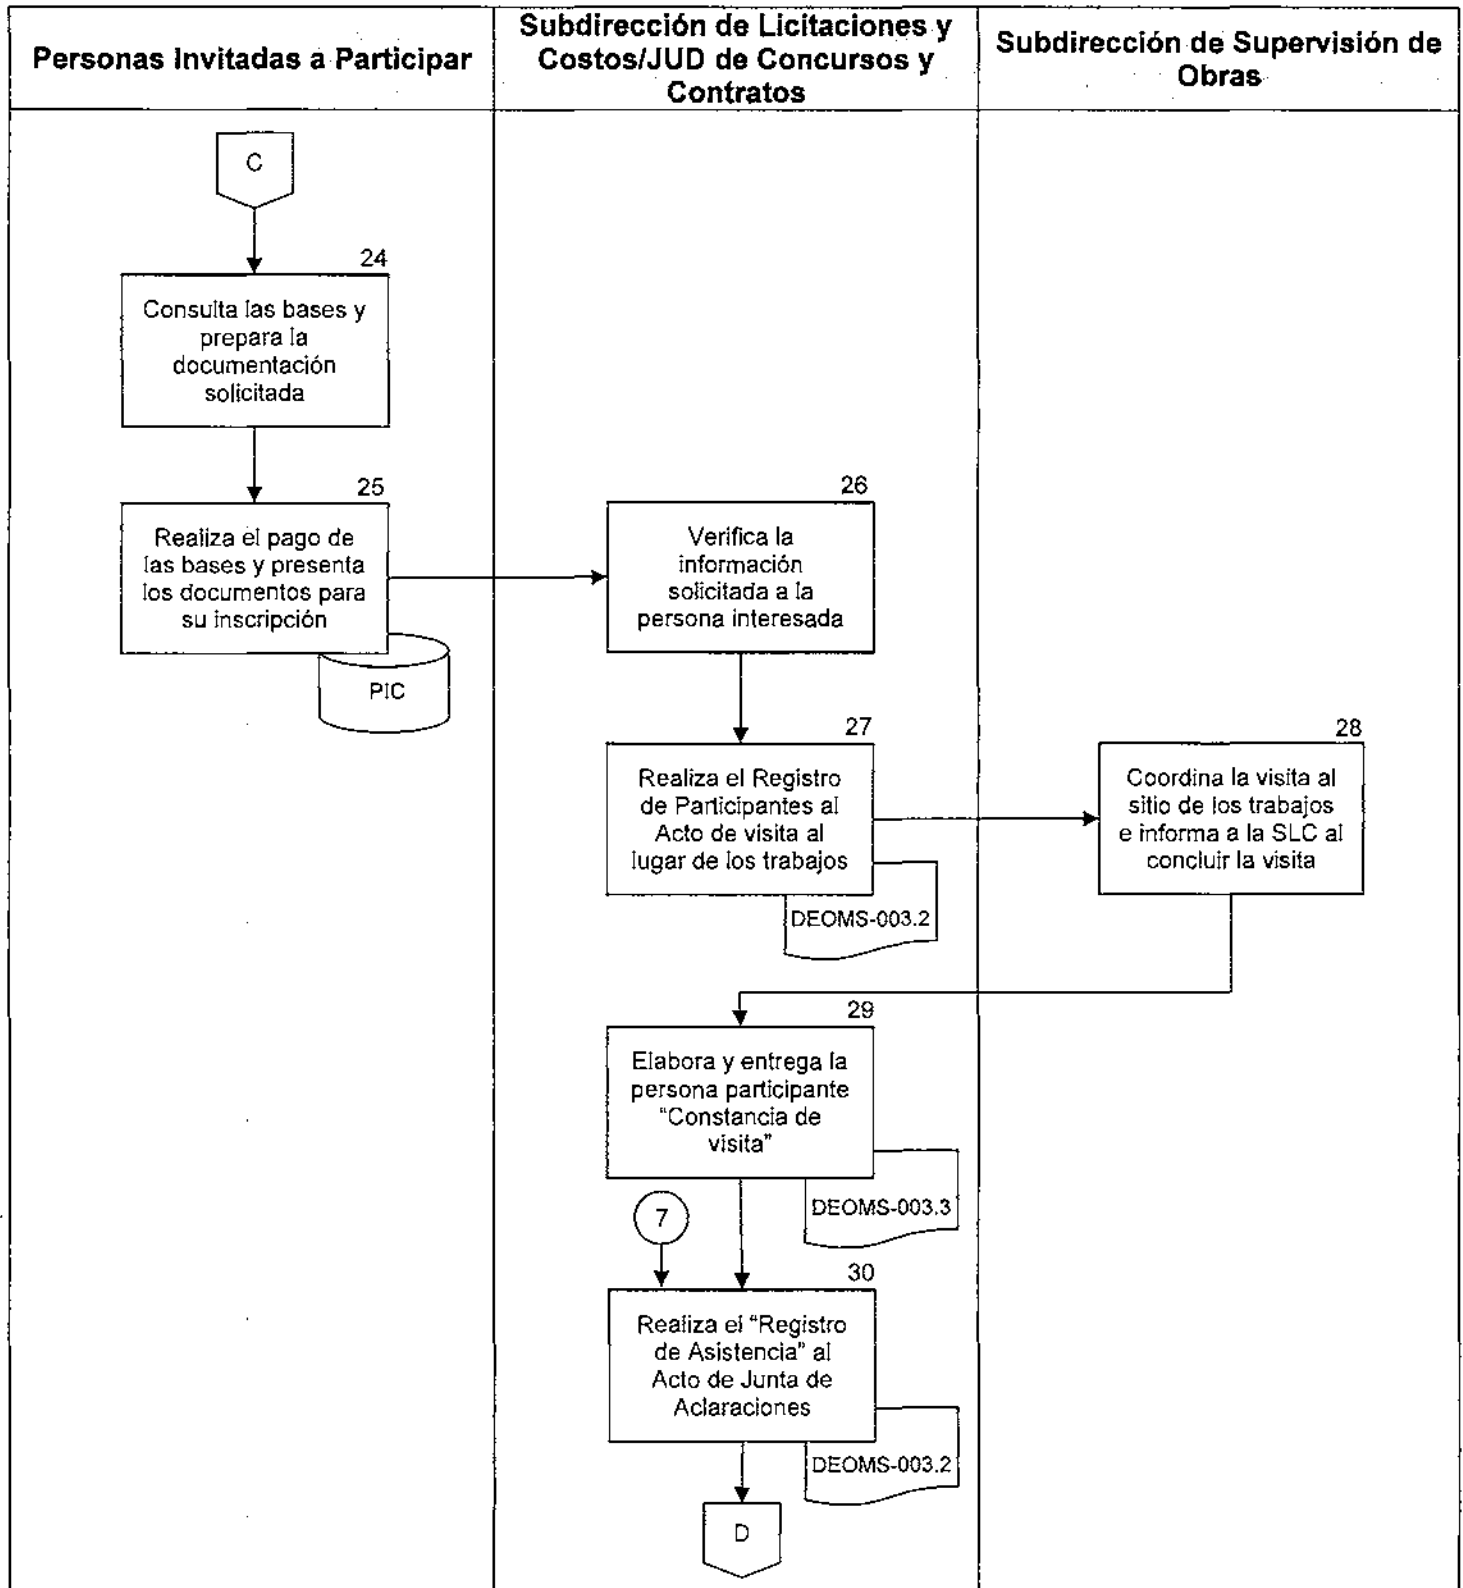 Personas Invitadas a Participar
Subdirección de Licitaciones y
Costos/JUD de Concursos y
Contratos
Subdirección de Supervisión de
Obras
C
24
Consulta las bases y
prepara la
documentación
solicitada
25
Realiza el pago de
las bases y presenta
los documentos para
su inscripción
PIC
26
Verifica la
información
solicitada a la
persona interesada
27
Realiza el Registro
de Participantes al
Acto de visita al
lugar de los trabajos
DEOMS-003.2
28
Coordina la visita al
sitio de los trabajos
e informa a la SLC al
concluir la visita
29
Elabora y entrega la
persona participante
“Constancia de
visita”
DEOMS-003.3
7
30
Realiza el “Registro
de Asistencia” al
Acto de Junta de
Aclaraciones
DEOMS-003.2
D